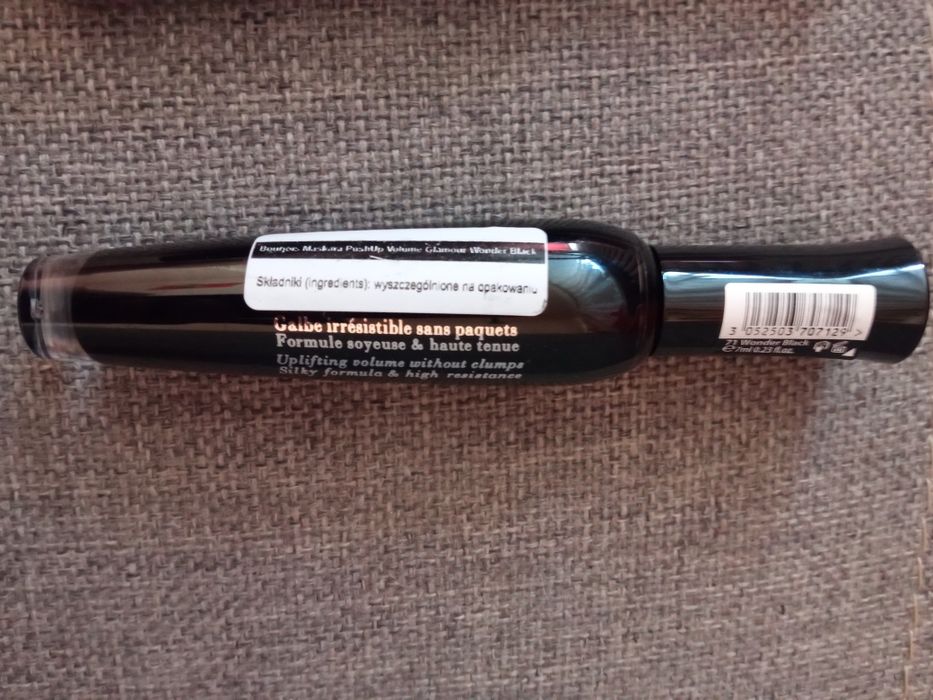 Bourjois Maskara PushUp Volume Glamour Wonder Black
Składniki (ingredients): wyszczególnione na opakowaniu
Galbe irrésistible sans paquets
Formule soyeuse & haute tenue
Uplifting volume without clumps
Silky formula & high resistance
3 052503 707129 >
71 Wonder Black
e 7ml 0.23 fl.oz.